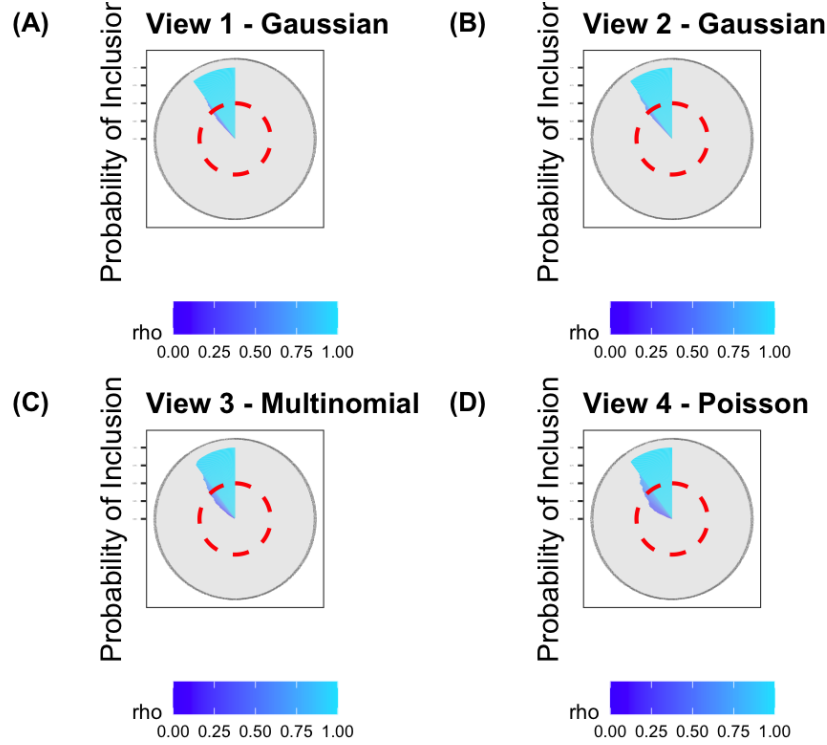 (A) View 1 - Gaussian
Probability of Inclusion
rho
0.00 0.25 0.50 0.75 1.00
(B) View 2 - Gaussian
Probability of Inclusion
rho
0.00 0.25 0.50 0.75 1.00
(C) View 3 - Multinomial
Probability of Inclusion
rho
0.00 0.25 0.50 0.75 1.00
(D) View 4 - Poisson
Probability of Inclusion
rho
0.00 0.25 0.50 0.75 1.00